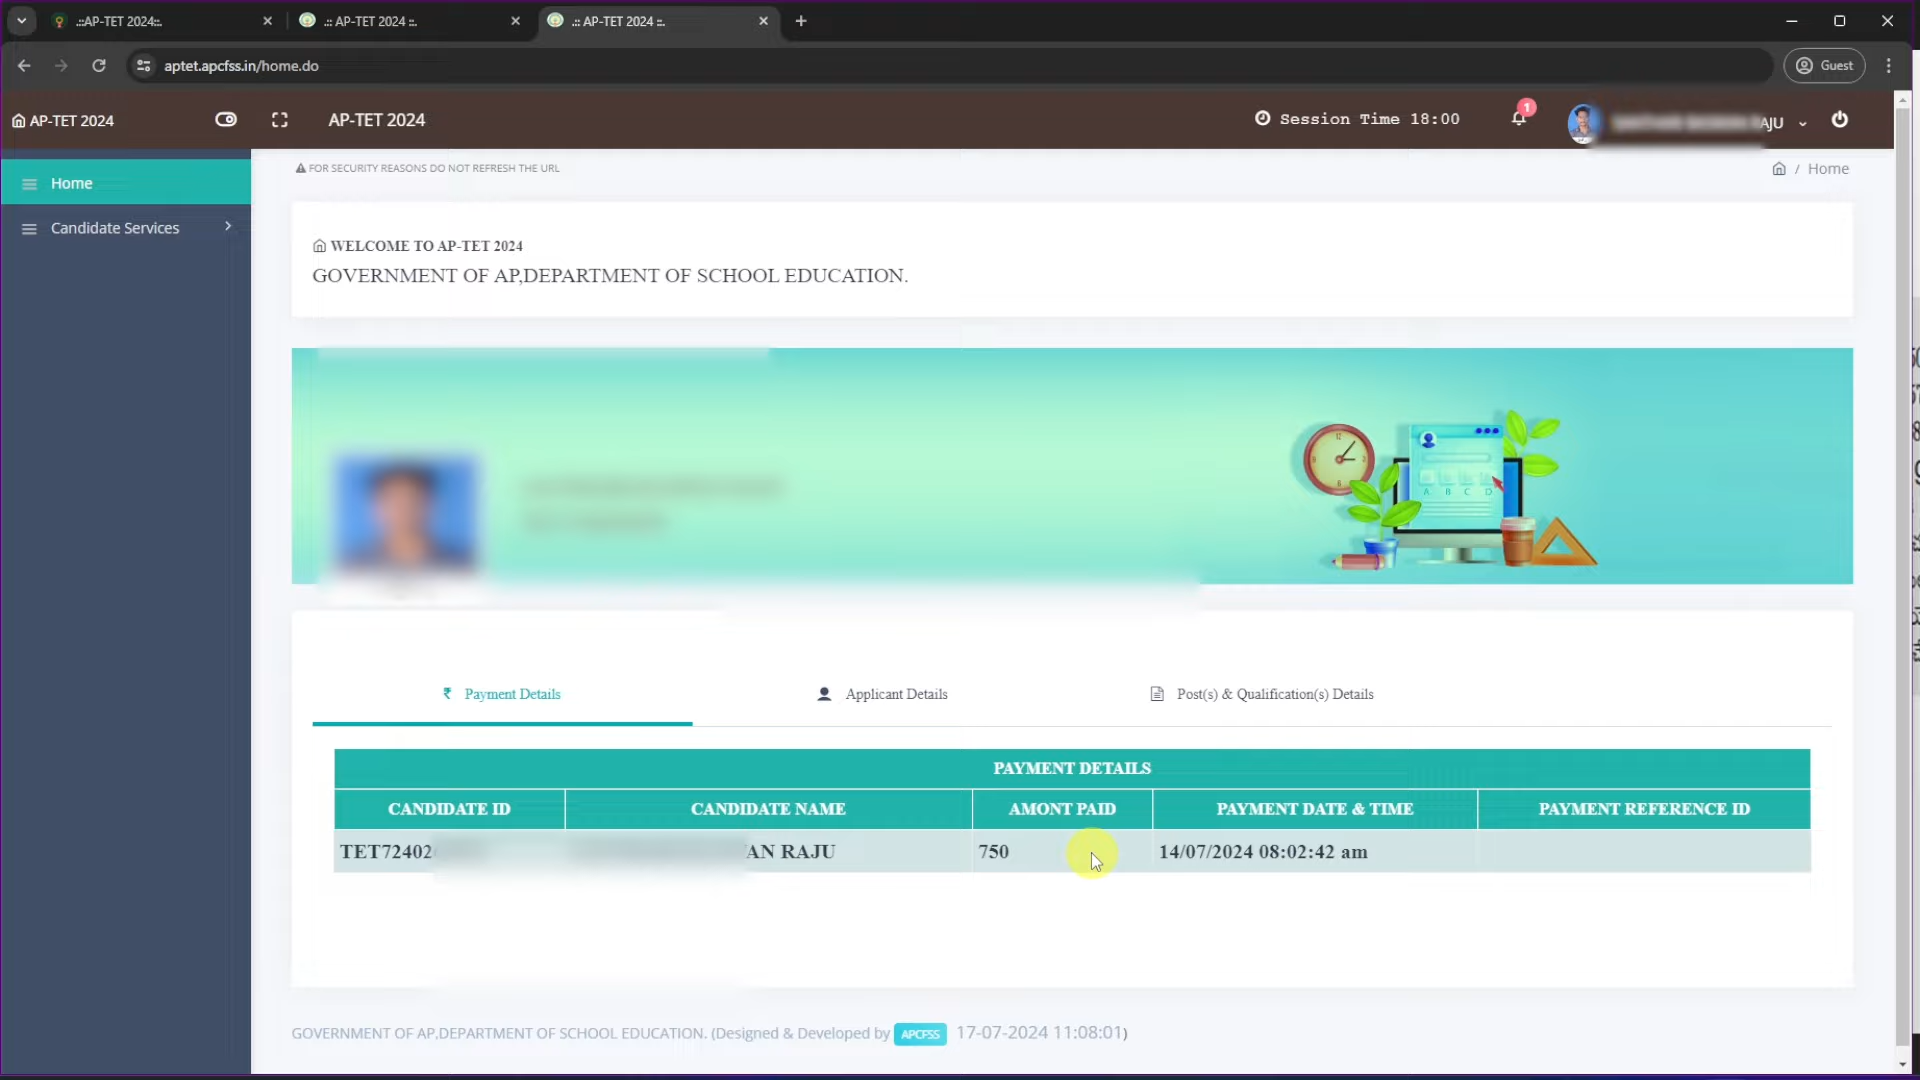 .::AP-TET 2024::.
.:: AP-TET 2024 ::.
.:: AP-TET 2024 ::.
aptet.apcfss.in/home.do
Guest
AP-TET 2024
AP-TET 2024
Session Time 18:00
1
AJU
Home
Candidate Services
FOR SECURITY REASONS DO NOT REFRESH THE URL
/ Home
WELCOME TO AP-TET 2024
GOVERNMENT OF AP,DEPARTMENT OF SCHOOL EDUCATION.
A B C D
₹ Payment Details
Applicant Details
Post(s) & Qualification(s) Details
PAYMENT DETAILS
CANDIDATE ID
CANDIDATE NAME
AMONT PAID
PAYMENT DATE & TIME
PAYMENT REFERENCE ID
TET72402
AN RAJU
750
14/07/2024 08:02:42 am
GOVERNMENT OF AP,DEPARTMENT OF SCHOOL EDUCATION. (Designed & Developed by APCFSS 17-07-2024 11:08:01)